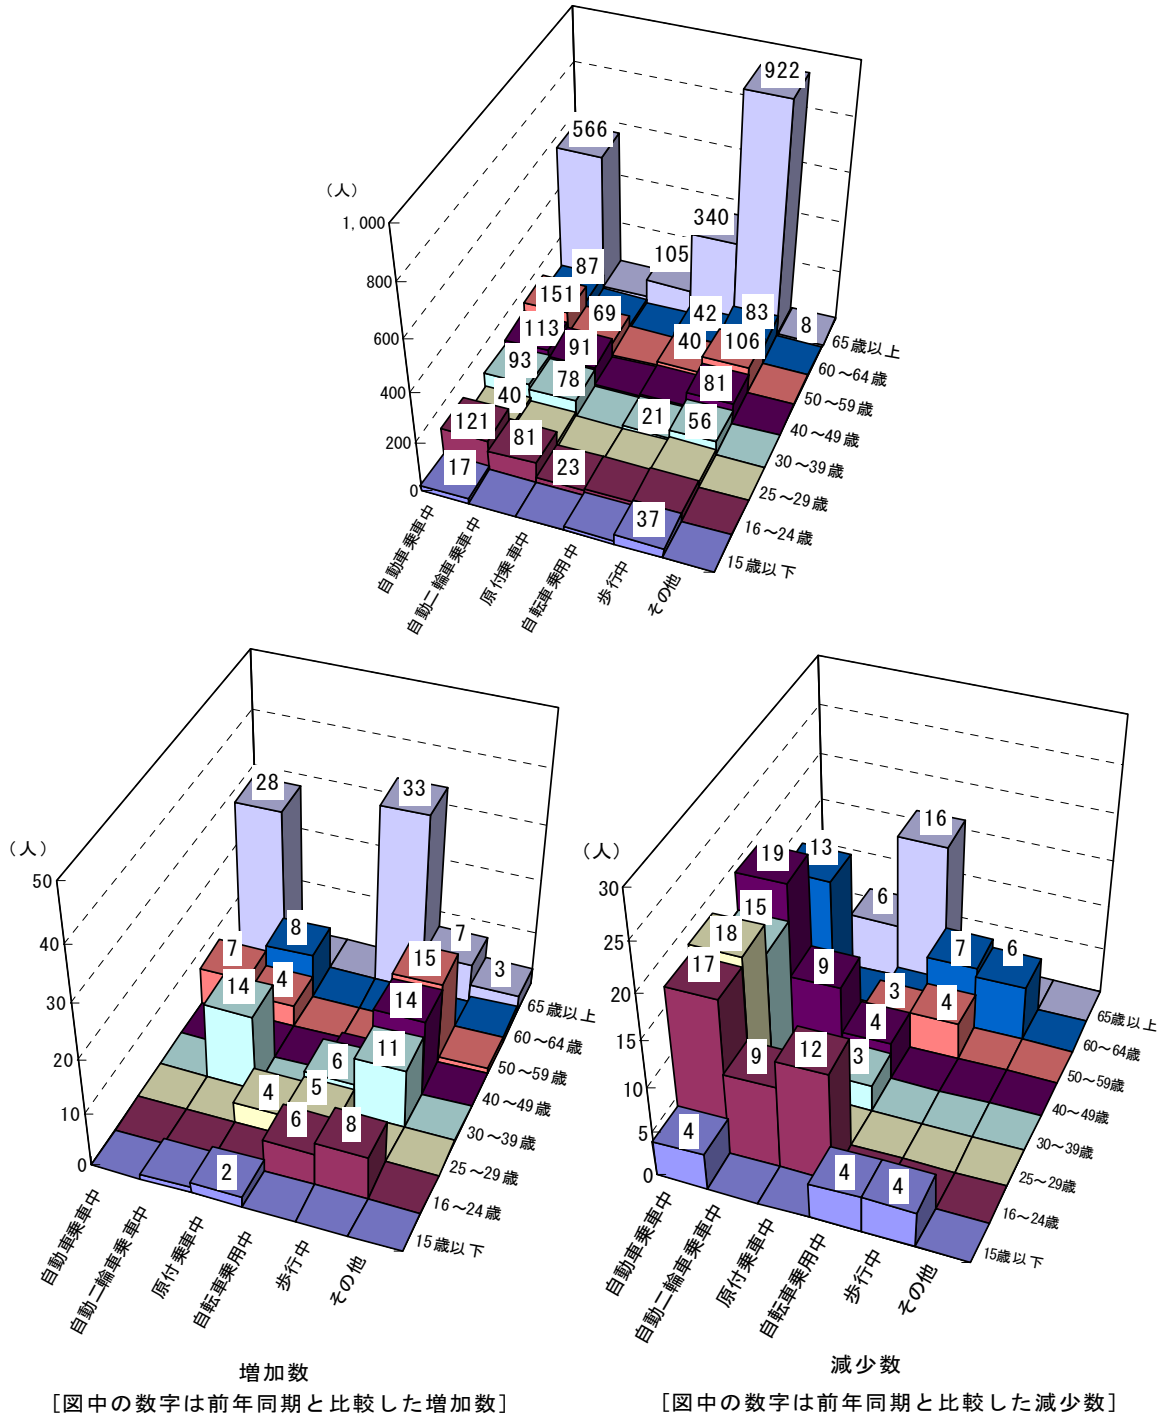 （人）
1,000
800
600
400
200
0
566
922
340
105
8
87
42
83
151
69
40
106
113
91
81
93
78
21
56
40
121
81
23
17
37
65歳以上
60～64歳
50～59歳
40～49歳
30～39歳
25～29歳
16～24歳
15歳以下
自動車乗車中
自動二輪車乗車中
原付乗車中
自転車乗用中
歩行中
その他
（人）
50
40
30
20
10
0
28
33
7
3
8
7
4
15
14
14
6
11
4
5
6
8
2
65歳以上
60～64歳
50～59歳
40～49歳
30～39歳
25～29歳
16～24歳
15歳以下
自動車乗車中
自動二輪車乗車中
原付乗車中
自転車乗用中
歩行中
その他
増加数
［図中の数字は前年同期と比較した増加数］
（人）
30
25
20
15
10
5
0
16
6
13
7
6
19
3
4
15
9
4
18
3
17
9
12
4
4
4
65歳以上
60～64歳
50～59歳
40～49歳
30～39歳
25～29歳
16～24歳
15歳以下
自動車乗車中
自動二輪車乗車中
原付乗車中
自転車乗用中
歩行中
その他
減少数
［図中の数字は前年同期と比較した減少数］